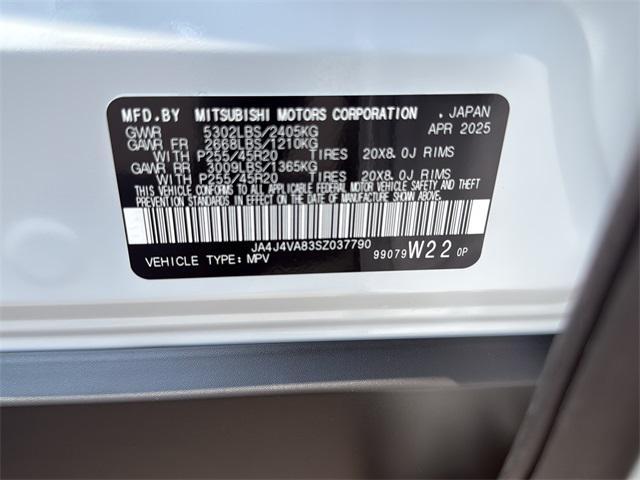 MFD.BY MITSUBISHI MOTORS CORPORATION . JAPAN
GVWR 5302LBS/2405KG APR 2025
GAWR FR 2668LBS/1210KG
WITH P255/45R20 TIRES 20X8.0J RIMS
GAWR RR 3009LBS/1365KG
WITH P255/45R20 TIRES 20X8.0J RIMS
THIS VEHICLE CONFORMS TO ALL APPLICABLE FEDERAL MOTOR VEHICLE SAFETY AND THEFT
PREVENTION STANDARDS IN EFFECT ON THE DATE OF MANUFACTURE SHOWN ABOVE.
JA4J4VA83SZ037790
VEHICLE TYPE: MPV 99079 W22 0P